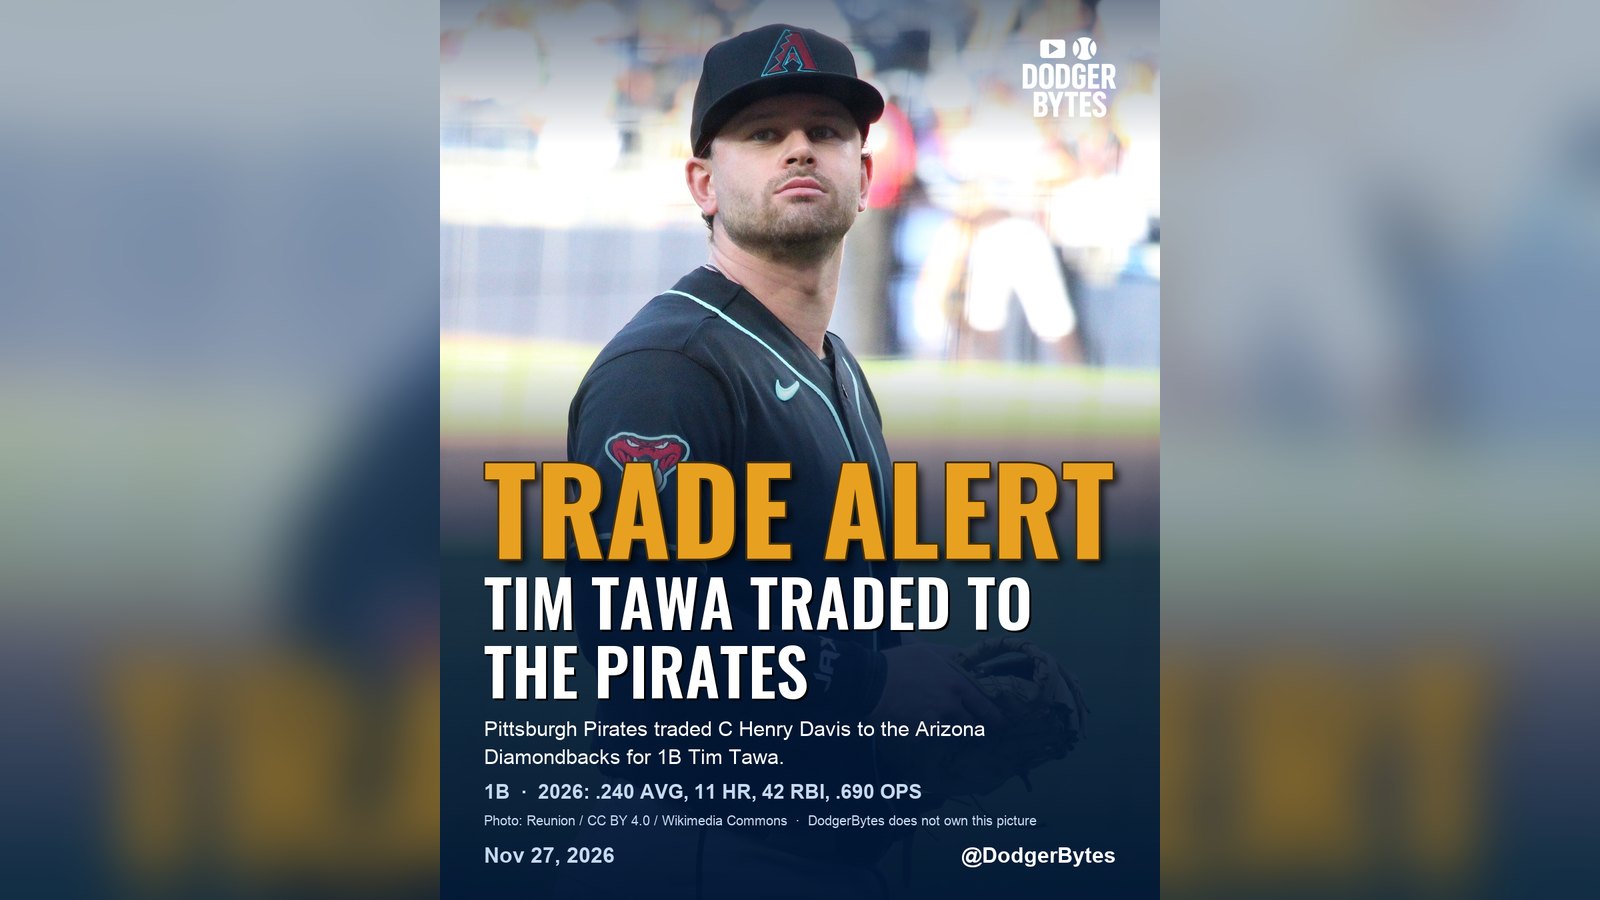 DODGER
BYTES
TRADE ALERT
TIM TAWA TRADED TO
THE PIRATES
Pittsburgh Pirates traded C Henry Davis to the Arizona
Diamondbacks for 1B Tim Tawa.
1B · 2026: .240 AVG, 11 HR, 42 RBI, .690 OPS
Photo: Reunion / CC BY 4.0 / Wikimedia Commons · DodgerBytes does not own this picture
Nov 27, 2026
@DodgerBytes